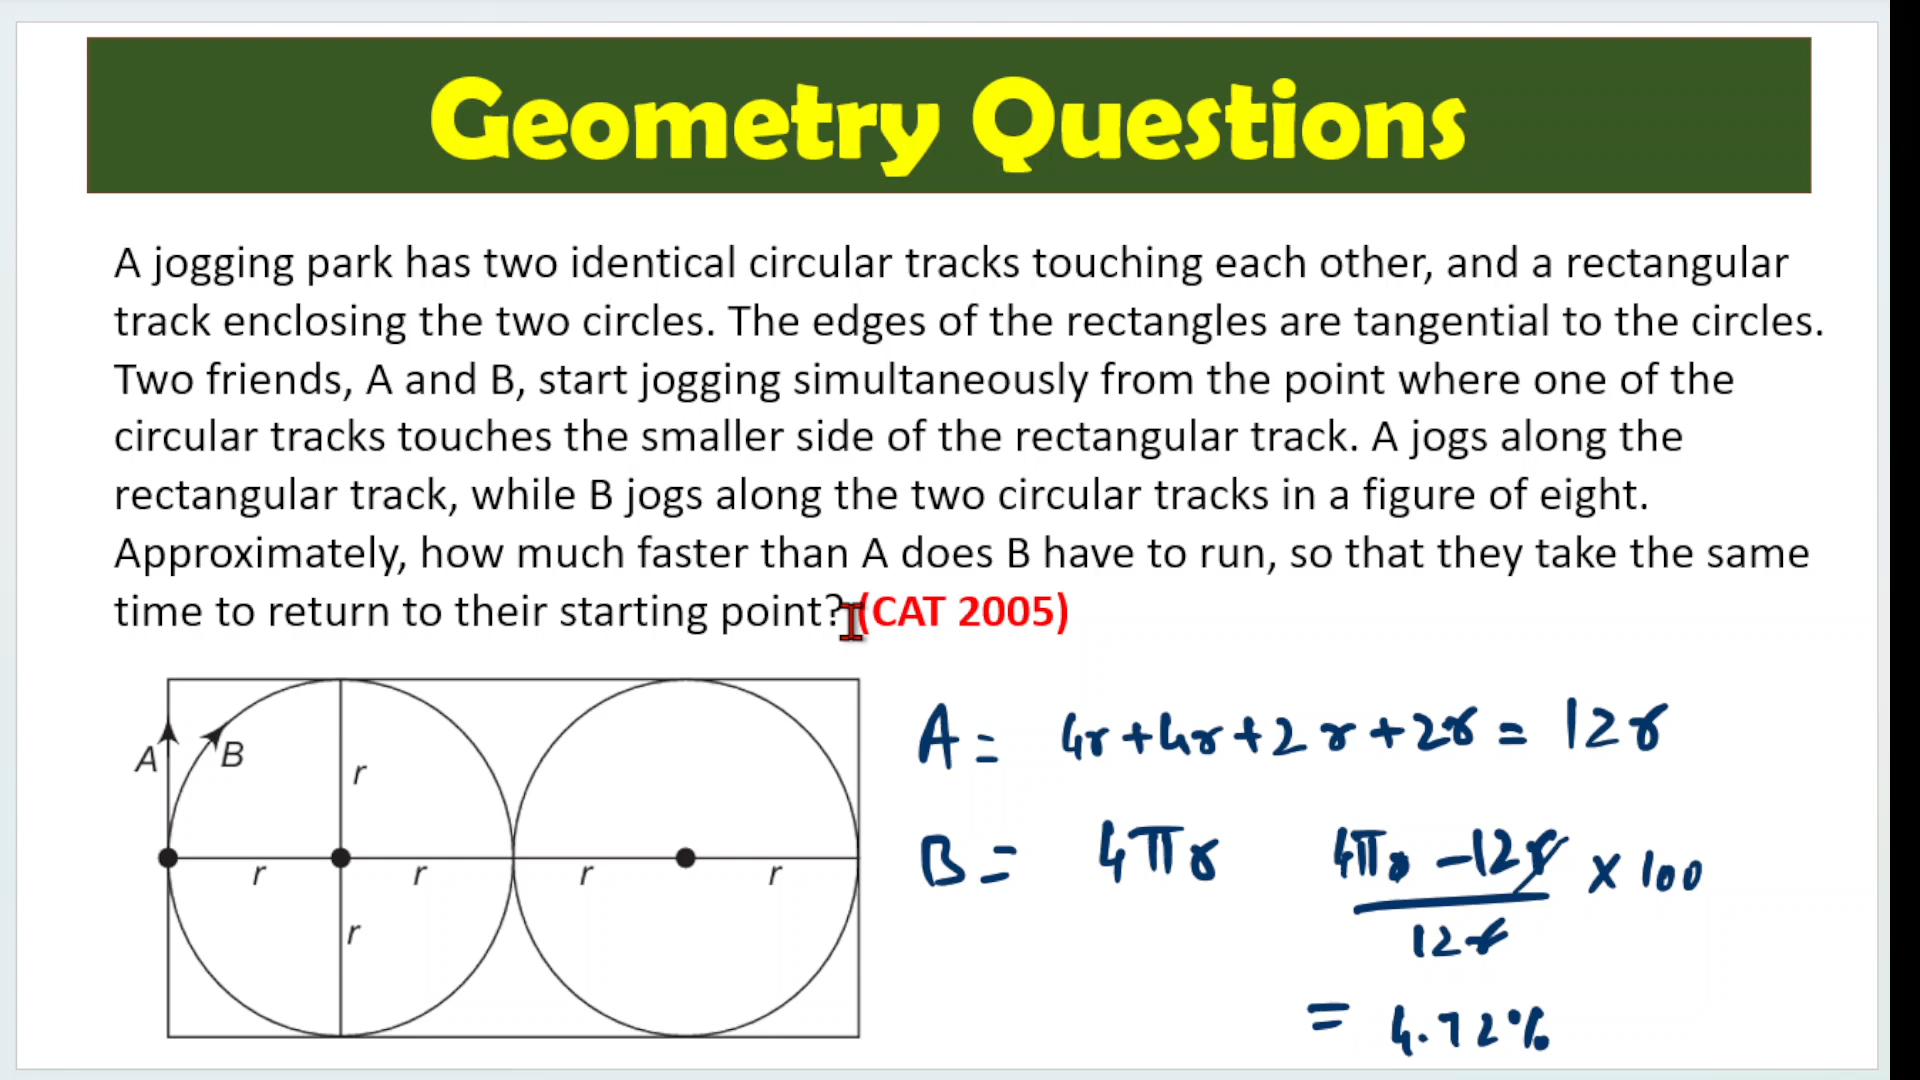 Geometry Questions
A jogging park has two identical circular tracks touching each other, and a rectangular
track enclosing the two circles. The edges of the rectangles are tangential to the circles.
Two friends, A and B, start jogging simultaneously from the point where one of the
circular tracks touches the smaller side of the rectangular track. A jogs along the
rectangular track, while B jogs along the two circular tracks in a figure of eight.
Approximately, how much faster than A does B have to run, so that they take the same
time to return to their starting point? (CAT 2005)
A
B
r
r
r
r
r
r
A = 4r + 4r + 2r + 2r = 12r
B = 4πr
4πr - 12r
12r
x 100
= 4.72%